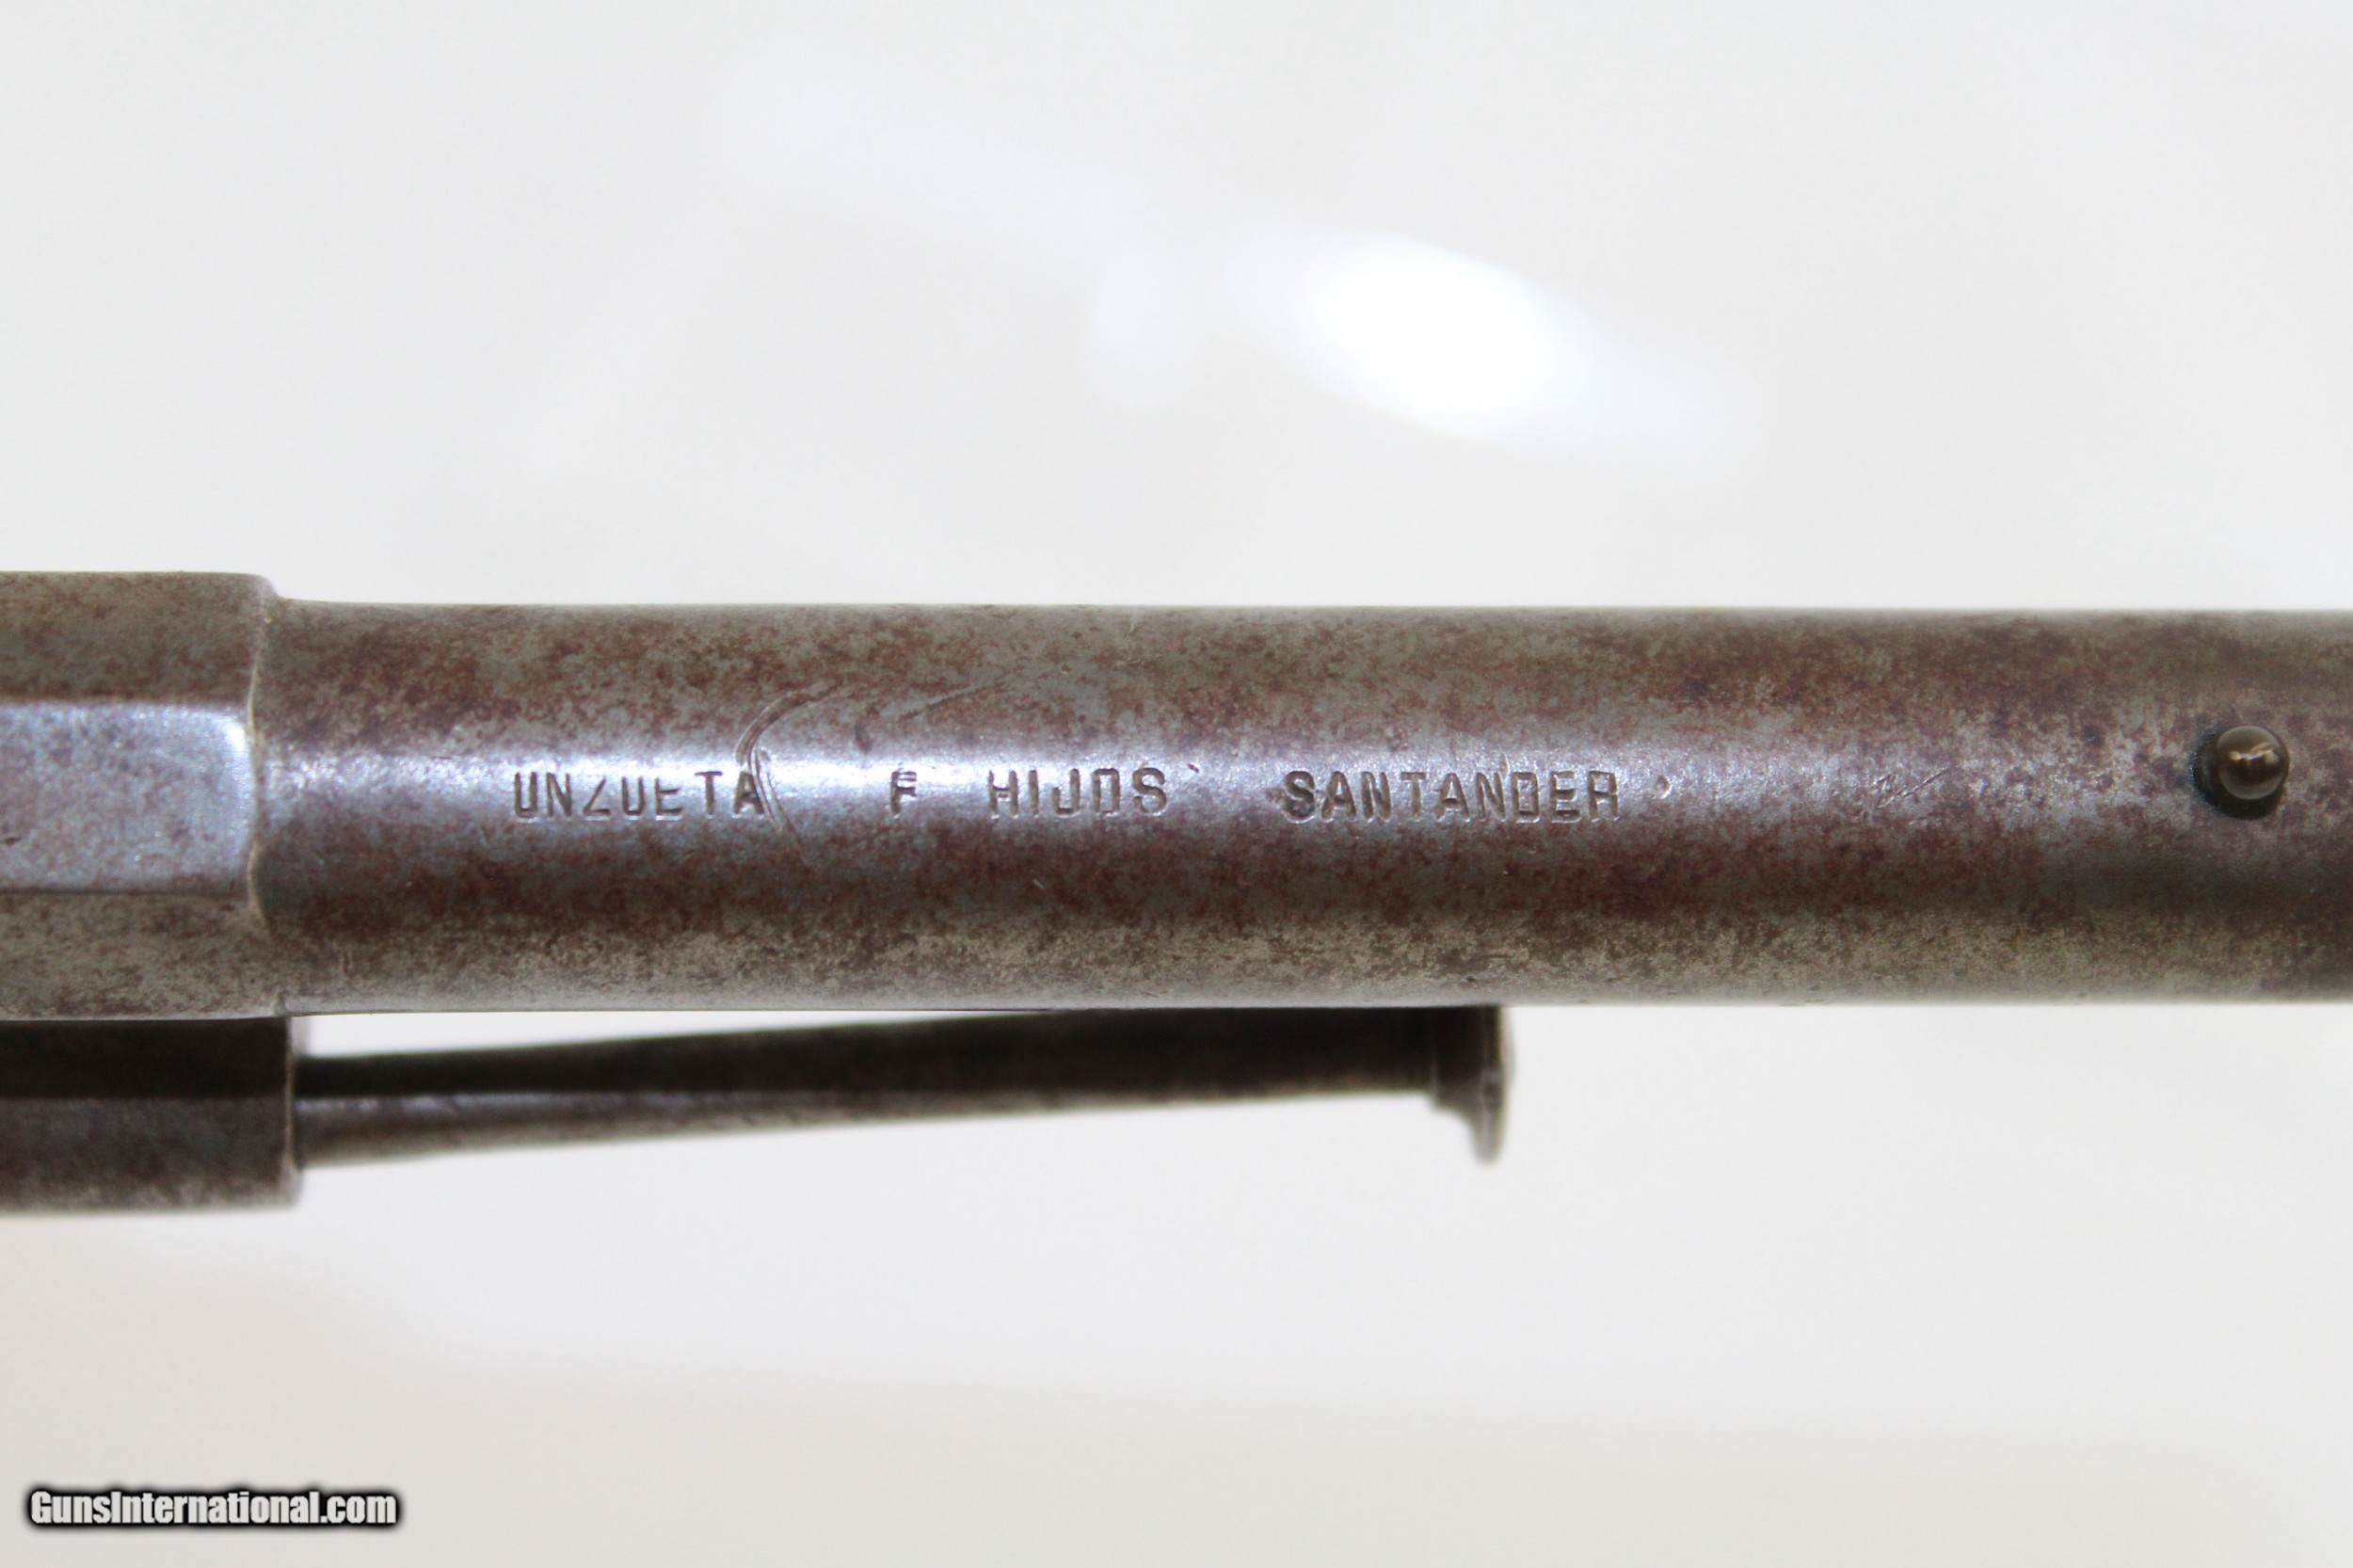 UNZUETA F HIJOS SANTANDER
GunsInternational.com